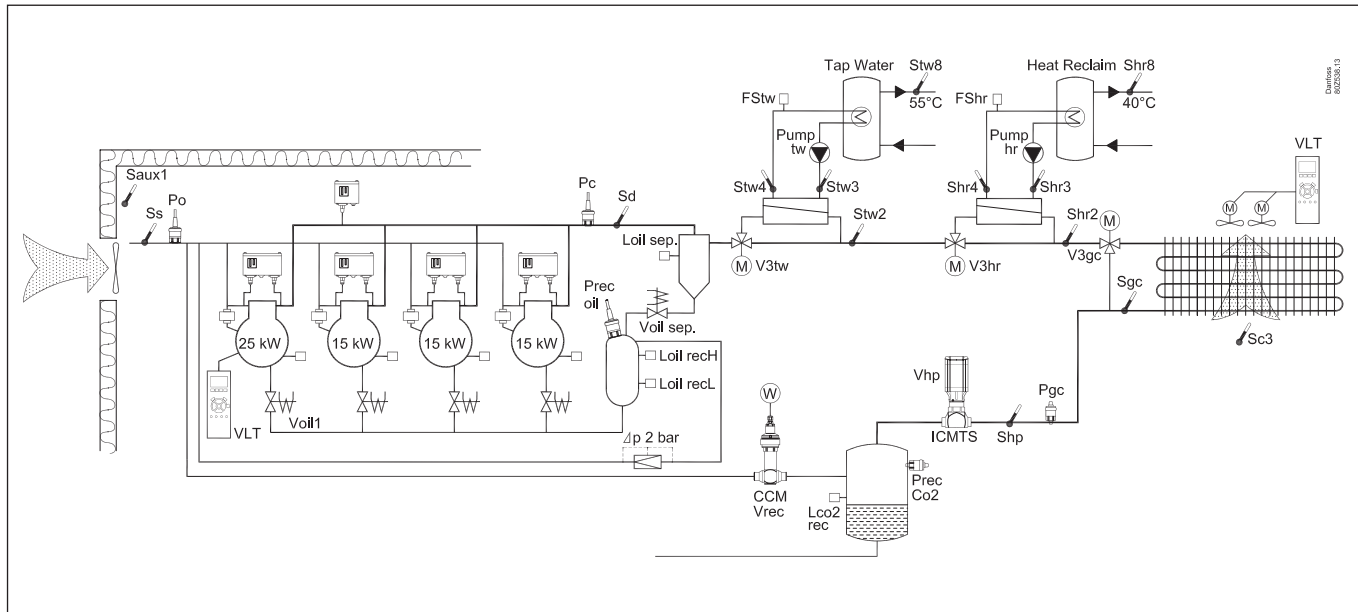 Danfoss
80Z538.13
Tap Water
Stw8
55°C
Heat Reclaim
Shr8
40°C
FStw
FShr
Pump
tw
Pump
hr
VLT
M
M
Saux1
Ss
Po
Pc
Sd
Stw4
Stw3
Shr4
Shr3
Stw2
Shr2
M
Loil sep.
M
V3tw
M
V3hr
V3gc
Sgc
Prec
oil
Voil sep.
Sc3
25 kW
15 kW
15 kW
15 kW
Loil recH
Loil recL
Vhp
Pgc
VLT
Voil1
W
ICMTS
Shp
Δp 2 bar
CCM
Vrec
Prec
Co2
Lco2
rec